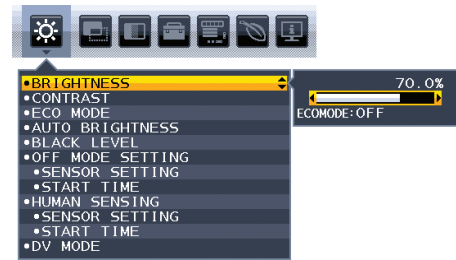 •BRIGHTNESS
•CONTRAST
•ECO MODE
•AUTO BRIGHTNESS
•BLACK LEVEL
•OFF MODE SETTING
•SENSOR SETTING
•START TIME
•HUMAN SENSING
•SENSOR SETTING
•START TIME
•DV MODE
70.0%
ECOMODE:OFF